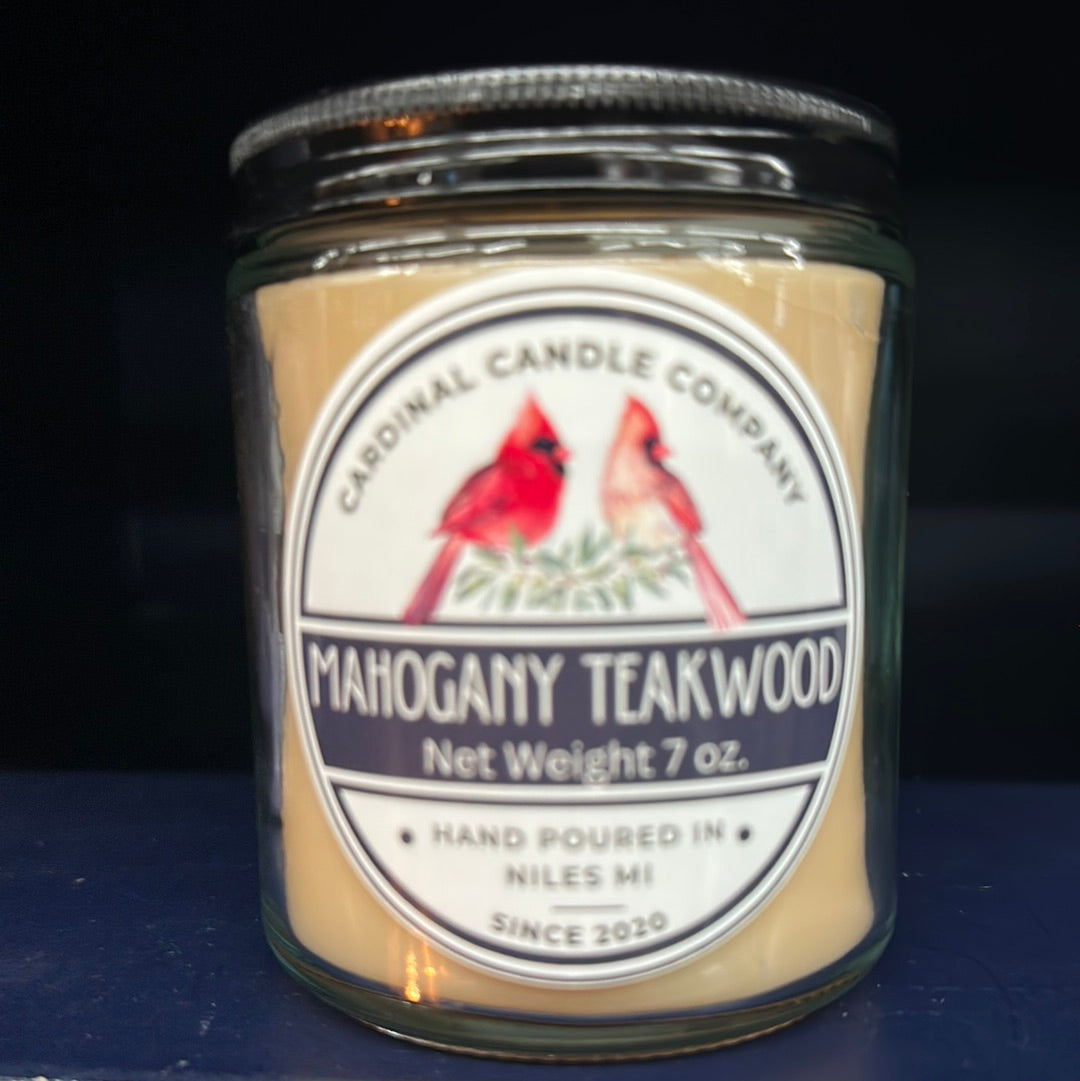 CARDINAL CANDLE COMPANY
MAHOGANY TEAKWOOD
Net Weight 7 oz.
• HAND POURED IN •
NILES MI
SINCE 2020